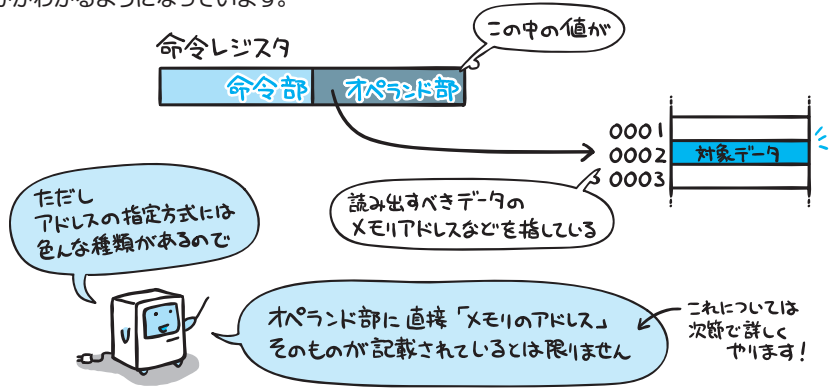 かがわかるようになっています。
命令レジスタ
この中の値が
命令部
オペランド部
0001
0002
対象データ
0003
読み出すべきデータの
メモリアドレスなどを指している
ただし
アドレスの指定方式には
色んな種類があるので
オペランド部に直接「メモリのアドレス」
そのものが記載されているとは限りません
これについては
次節で詳しく
やります!